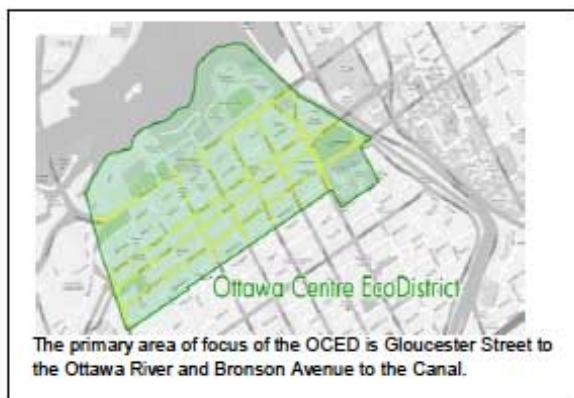 Ottawa Centre EcoDistrict
The primary area of focus of the OCED is Gloucester Street to
the Ottawa River and Bronson Avenue to the Canal.